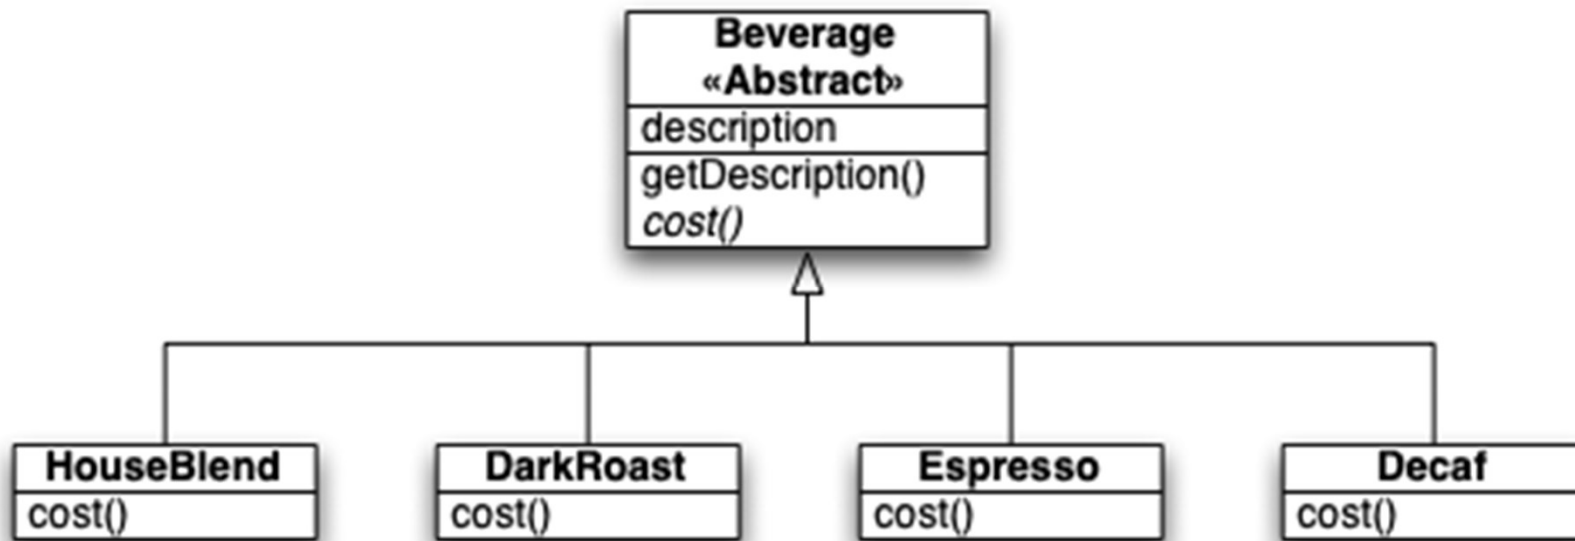 Beverage
«Abstract»
description
getDescription()
cost()
HouseBlend
cost()
DarkRoast
cost()
Espresso
cost()
Decaf
cost()